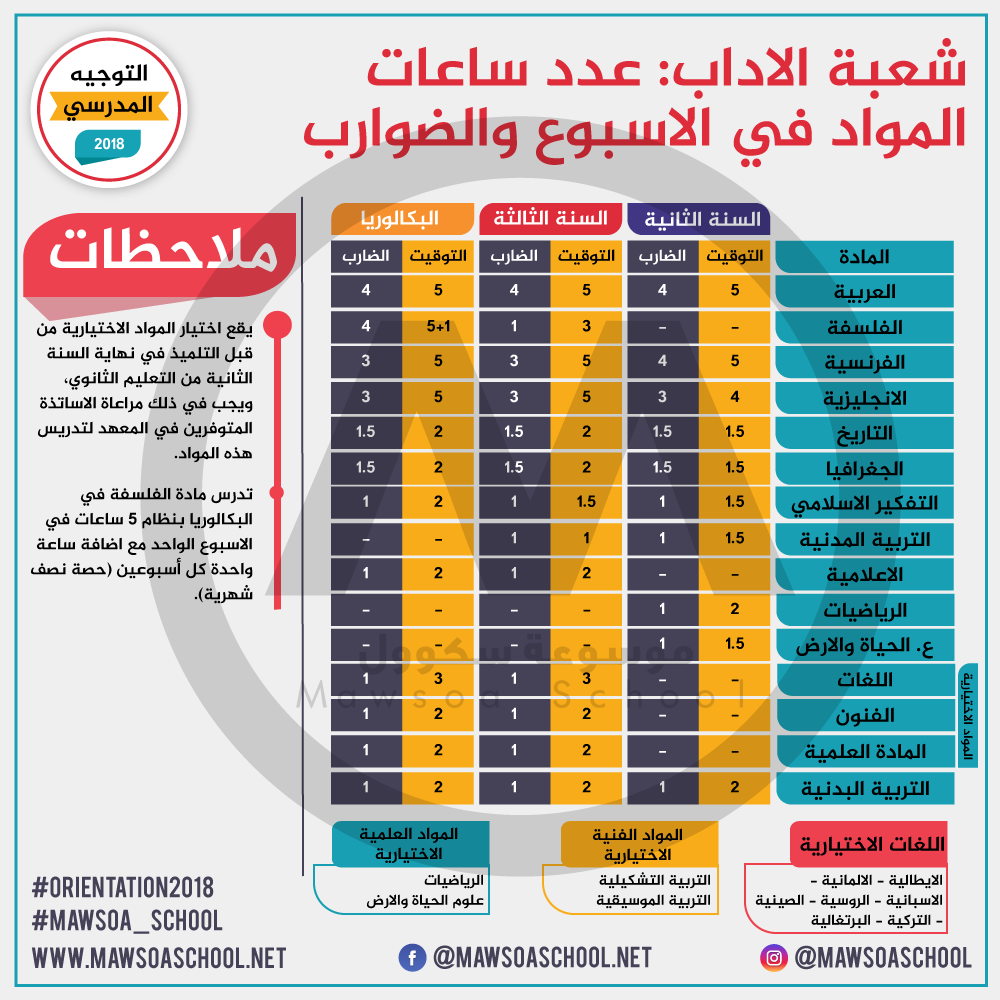 شعبة الاداب: عدد ساعات
المواد في الاسبوع والضوارب
التوجيه
المدرسي
2018
السنة الثانية السنة الثالثة البكالوريا
المادة التوقيت الضارب التوقيت الضارب التوقيت الضارب
العربية 5 4 5 4 5 4
الفلسفة - - 3 1 5+1 4
الفرنسية 5 4 5 3 5 3
الانجليزية 4 3 5 3 5 3
التاريخ 1.5 1.5 2 1.5 2 1.5
الجغرافيا 1.5 1.5 2 1.5 2 1.5
التفكير الاسلامي 1.5 1 1.5 1 2 1
التربية المدنية 1.5 1 1 1 - -
الاعلامية - - 2 1 2 1
الرياضيات 2 1 - - - -
ع. الحياة والارض 1.5 1 - - - -
اللغات - - 3 1 3 1
الفنون - - 2 1 2 1
المادة العلمية - - 2 1 2 1
التربية البدنية 2 1 2 1 2 1
المواد الاختيارية
موسوعة سكوول
Mawsoa School
ملاحظات
يقع اختيار المواد الاختيارية من
قبل التلميذ في نهاية السنة
الثانية من التعليم الثانوي،
ويجب في ذلك مراعاة الاساتذة
المتوفرين في المعهد لتدريس
هذه المواد.
تدرس مادة الفلسفة في
البكالوريا بنظام 5 ساعات في
الاسبوع الواحد مع اضافة ساعة
واحدة كل أسبوعين (حصة نصف
شهرية).
اللغات الاختيارية
الايطالية - الالمانية -
الاسبانية - الروسية - الصينية
- التركية - البرتغالية
المواد الفنية
الاختيارية
التربية التشكيلية
التربية الموسيقية
المواد العلمية
الاختيارية
الرياضيات
علوم الحياة والارض
#ORIENTATION2018
#MAWSOA_SCHOOL
WWW.MAWSOASCHOOL.NET
@MAWSOASCHOOL.NET
@MAWSOASCHOOL